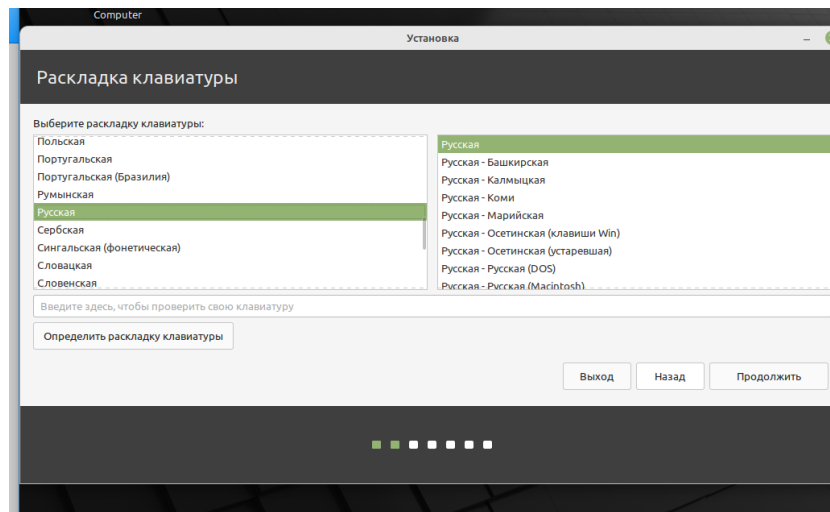 Computer
Установка
Раскладка клавиатуры
Выберите раскладку клавиатуры:
Польская
Португальская
Португальская (Бразилия)
Румынская
Русская
Сербская
Сингальская (фонетическая)
Словацкая
Словенская
Русская
Русская - Башкирская
Русская - Калмыцкая
Русская - Коми
Русская - Марийская
Русская - Осетинская (клавиши Win)
Русская - Осетинская (устаревшая)
Русская - Русская (DOS)
Русская - Русская (Macintosh)
Введите здесь, чтобы проверить свою клавиатуру
Определить раскладку клавиатуры
Выход
Назад
Продолжить